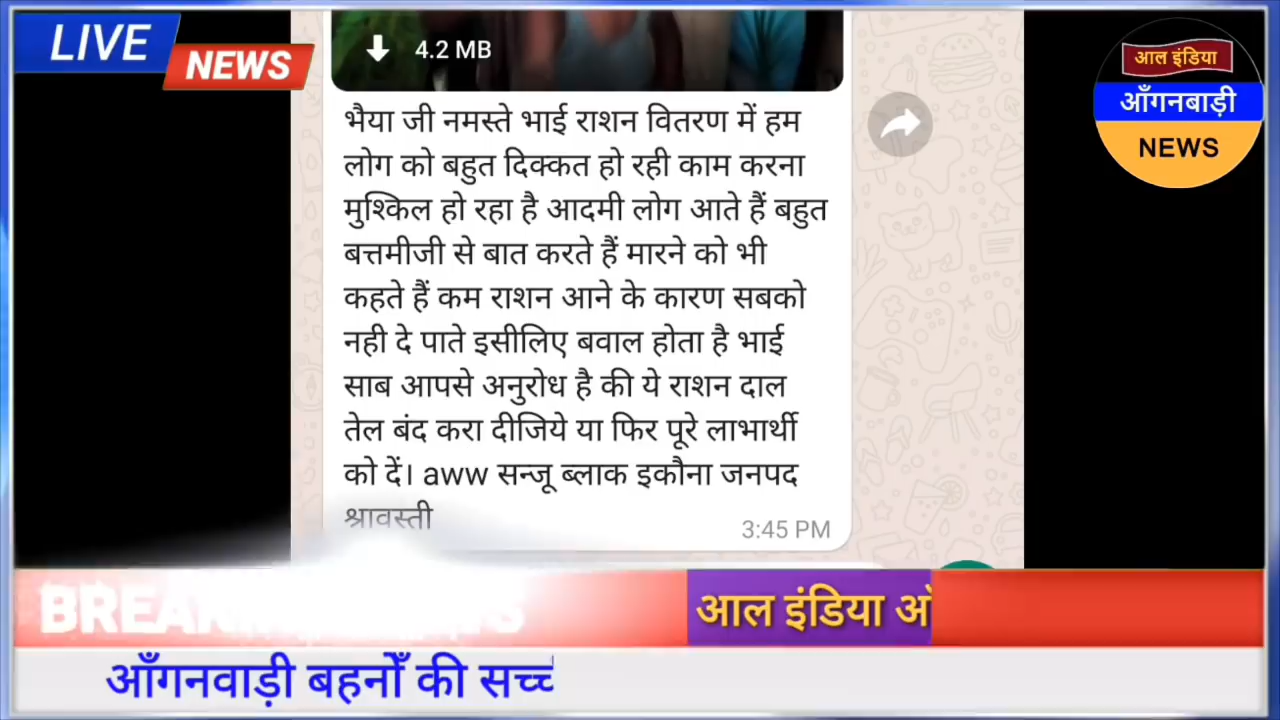 LIVE
NEWS
4.2 MB
आल इंडिया
आँगनबाड़ी
NEWS
भैया जी नमस्ते भाई राशन वितरण में हम
लोग को बहुत दिक्कत हो रही काम करना
मुश्किल हो रहा है आदमी लोग आते हैं बहुत
बत्तमीजी से बात करते हैं मारने को भी
कहते हैं कम राशन आने के कारण सबको
नही दे पाते इसीलिए बवाल होता है भाई
साब आपसे अनुरोध है की ये राशन दाल
तेल बंद करा दीजिये या फिर पूरे लाभार्थी
को दें। aww सन्जू ब्लाक इकौना जनपद
श्रावस्ती
3:45 PM
आल इंडिया
आँगनवाड़ी बहनोँ की